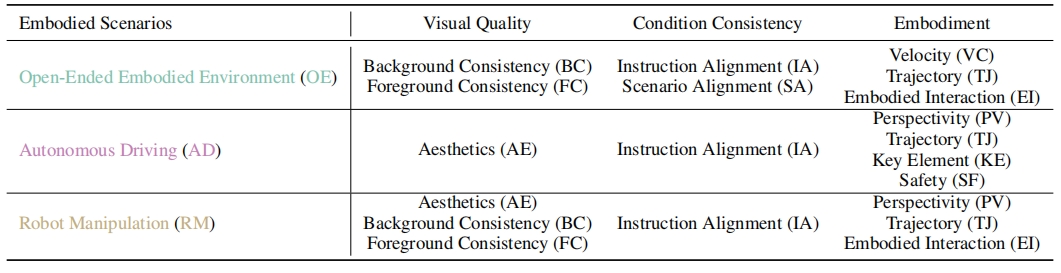 Embodied Scenarios Visual Quality Condition Consistency Embodiment
Open-Ended Embodied Environment (OE)
Background Consistency (BC)
Foreground Consistency (FC)
Instruction Alignment (IA)
Scenario Alignment (SA)
Velocity (VC)
Trajectory (TJ)
Embodied Interaction (EI)
Autonomous Driving (AD)
Aesthetics (AE)
Instruction Alignment (IA)
Perspectivity (PV)
Trajectory (TJ)
Key Element (KE)
Safety (SF)
Robot Manipulation (RM)
Aesthetics (AE)
Background Consistency (BC)
Foreground Consistency (FC)
Instruction Alignment (IA)
Perspectivity (PV)
Trajectory (TJ)
Embodied Interaction (EI)